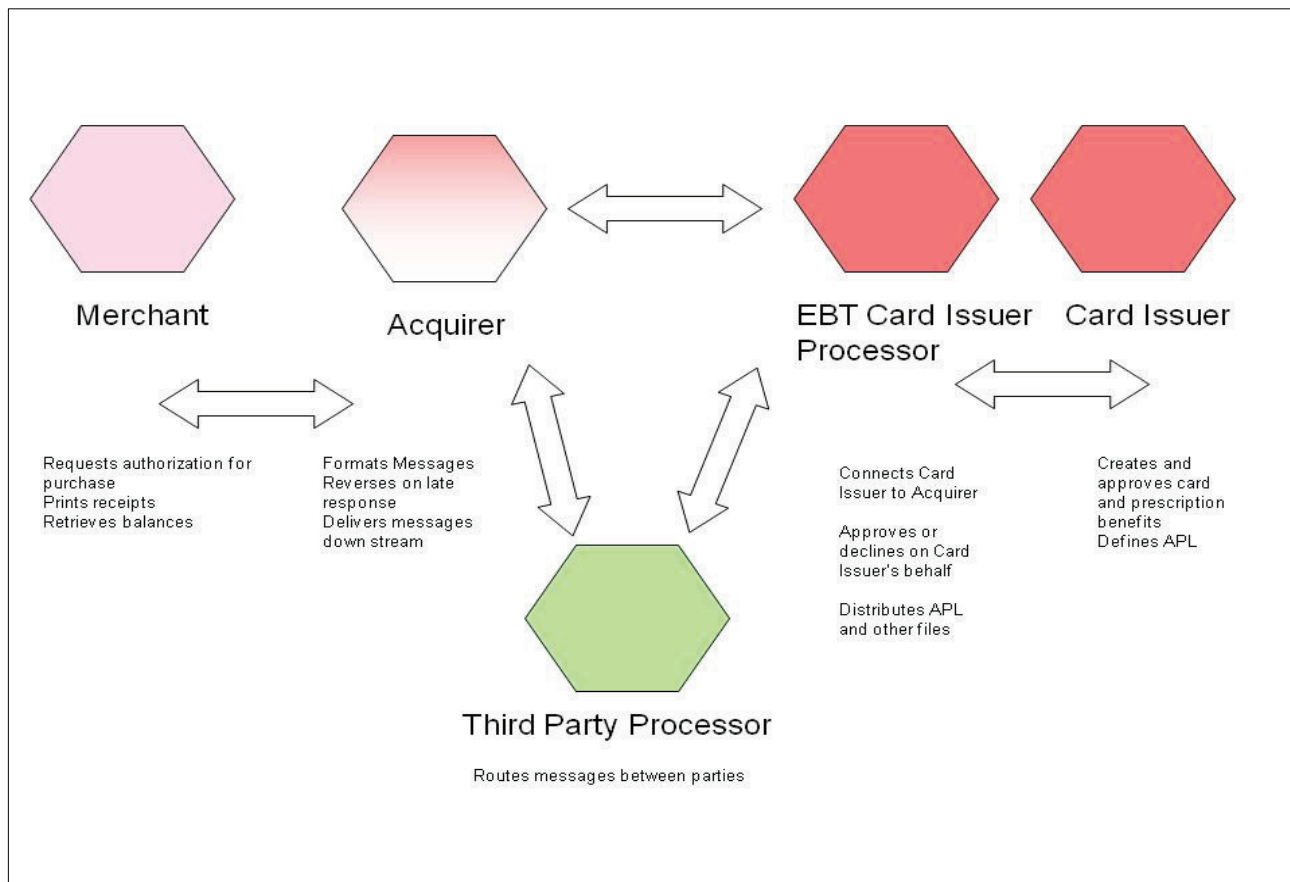 Merchant
Acquirer
EBT Card Issuer
Processor
Card Issuer
Requests authorization for
purchase
Prints receipts
Retrieves balances
Formats Messages
Reverses on late
response
Delivers messages
down stream
Connects Card
Issuer to Acquirer
Approves or
declines on Card
Issuer's behalf
Distributes APL
and other files
Creates and
approves card
and prescription
benefits
Defines APL
Third Party Processor
Routes messages between parties